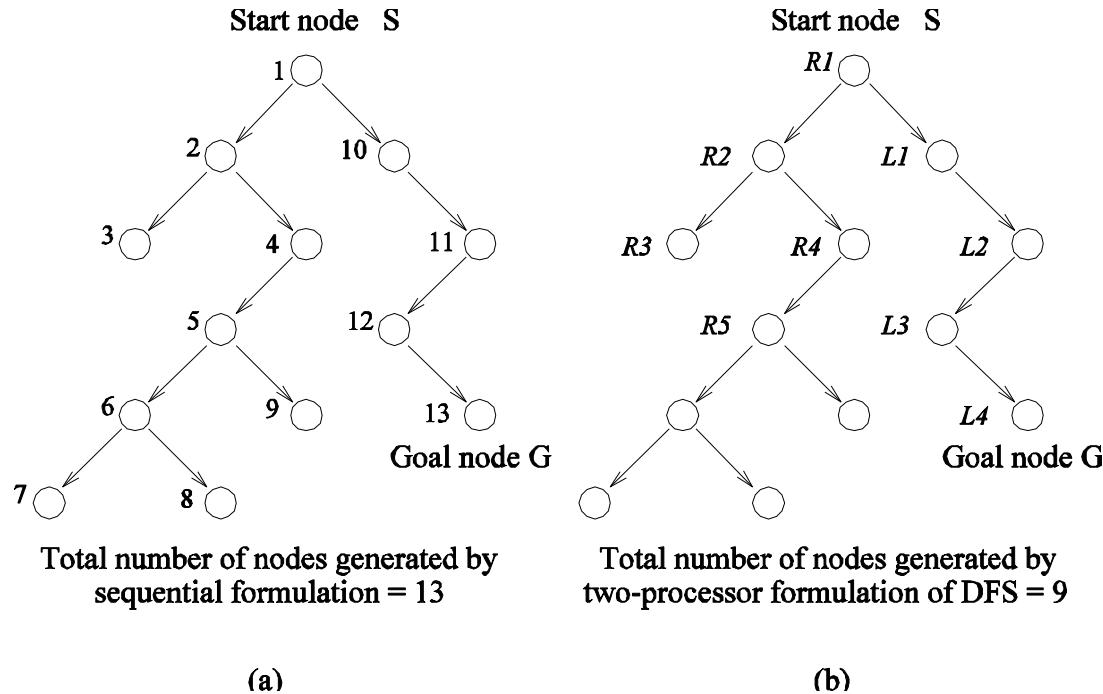 Start node S
1
2
10
3
4
11
5
12
6
9
13
Goal node G
7
8
Total number of nodes generated by
sequential formulation = 13
(a)
Start node S
R1
R2
L1
R3
R4
L2
R5
L3
L4
Goal node G
Total number of nodes generated by
two-processor formulation of DFS = 9
(b)